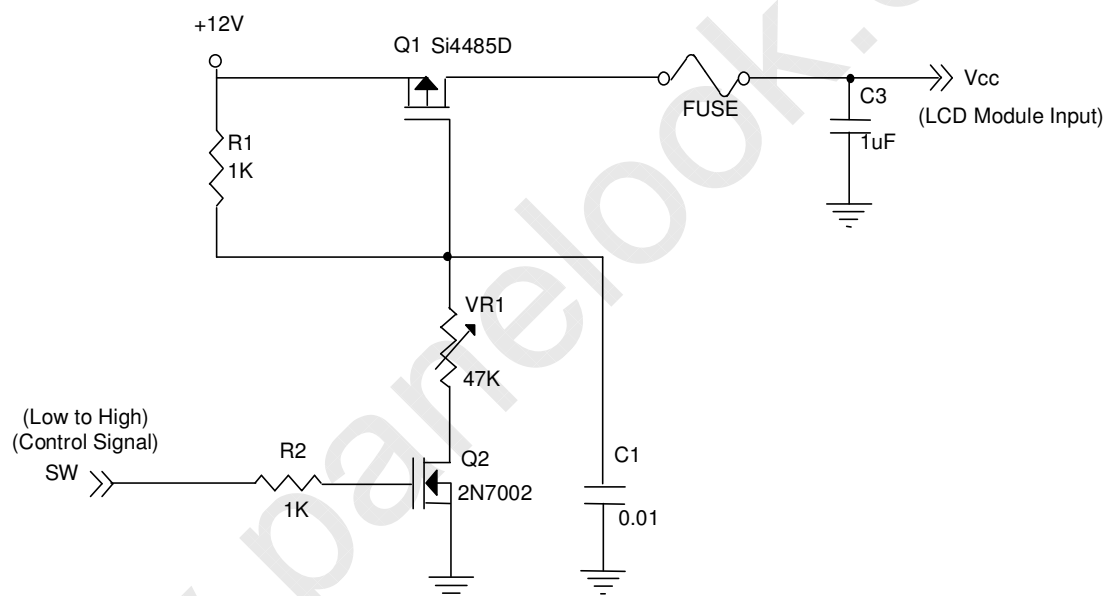 +12V
Q1 Si4485D
Vcc
FUSE
C3
(LCD Module Input)
R1
1uF
1K
VR1
47K
(Low to High)
(Control Signal)
R2
Q2
C1
SW
2N7002
1K
0.01
panelook.